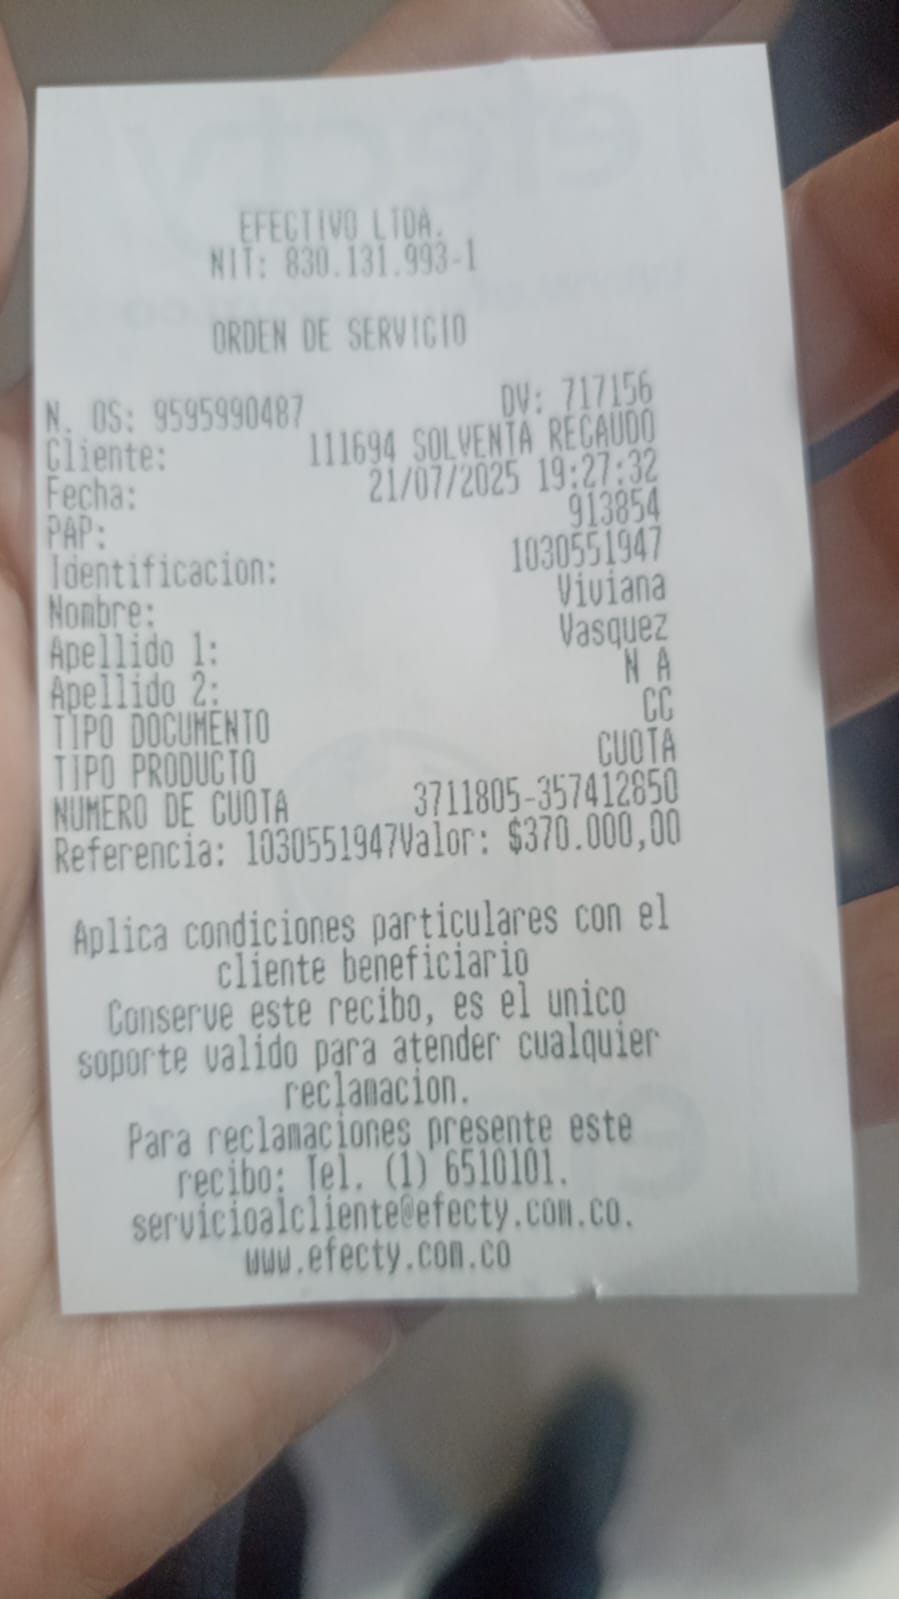 EFECTIVO LTDA.
NIT: 830.131.993-1
ORDEN DE SERVICIO
N. OS: 9595990487 DV: 717156
Cliente: 111694 SOLVENTA RECAUDO
Fecha: 21/07/2025 19:27:32
PAP: 913854
Identificacion: 1030551947
Nombre: Viviana
Apellido 1: Vasquez
Apellido 2: N A
TIPO DOCUMENTO CC
TIPO PRODUCTO CUOTA
NUMERO DE CUOTA 3711805-357412850
Referencia: 1030551947Valor: $370.000,00
Aplica condiciones particulares con el
cliente beneficiario
Conserve este recibo, es el unico
soporte valido para atender cualquier
reclamacion.
Para reclamaciones presente este
recibo: Tel. (1) 6510101.
servicioalcliente@efecty.com.co.
www.efecty.com.co